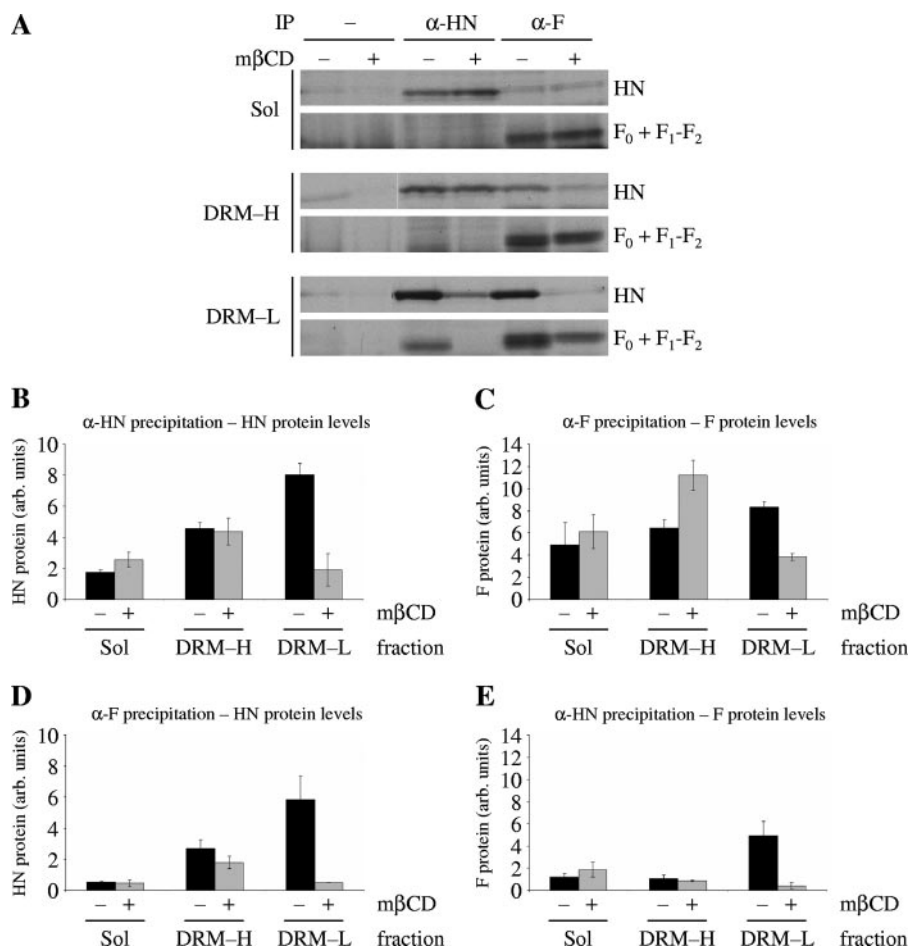 A
IP – α-HN α-F
mβCD – + – + – +
Sol
HN
F₀ + F₁-F₂
DRM–H
HN
F₀ + F₁-F₂
DRM–L
HN
F₀ + F₁-F₂
B
α-HN precipitation – HN protein levels
HN protein (arb. units)
10
8
6
4
2
0
– + – + – + mβCD
Sol DRM–H DRM–L fraction
C
α-F precipitation – F protein levels
F protein (arb. units)
14
12
10
8
6
4
2
0
– + – + – + mβCD
Sol DRM–H DRM–L fraction
D
α-F precipitation – HN protein levels
HN protein (arb. units)
10
8
6
4
2
0
– + – + – + mβCD
Sol DRM–H DRM–L fraction
E
α-HN precipitation – F protein levels
F protein (arb. units)
14
12
10
8
6
4
2
0
– + – + – + mβCD
Sol DRM–H DRM–L fraction